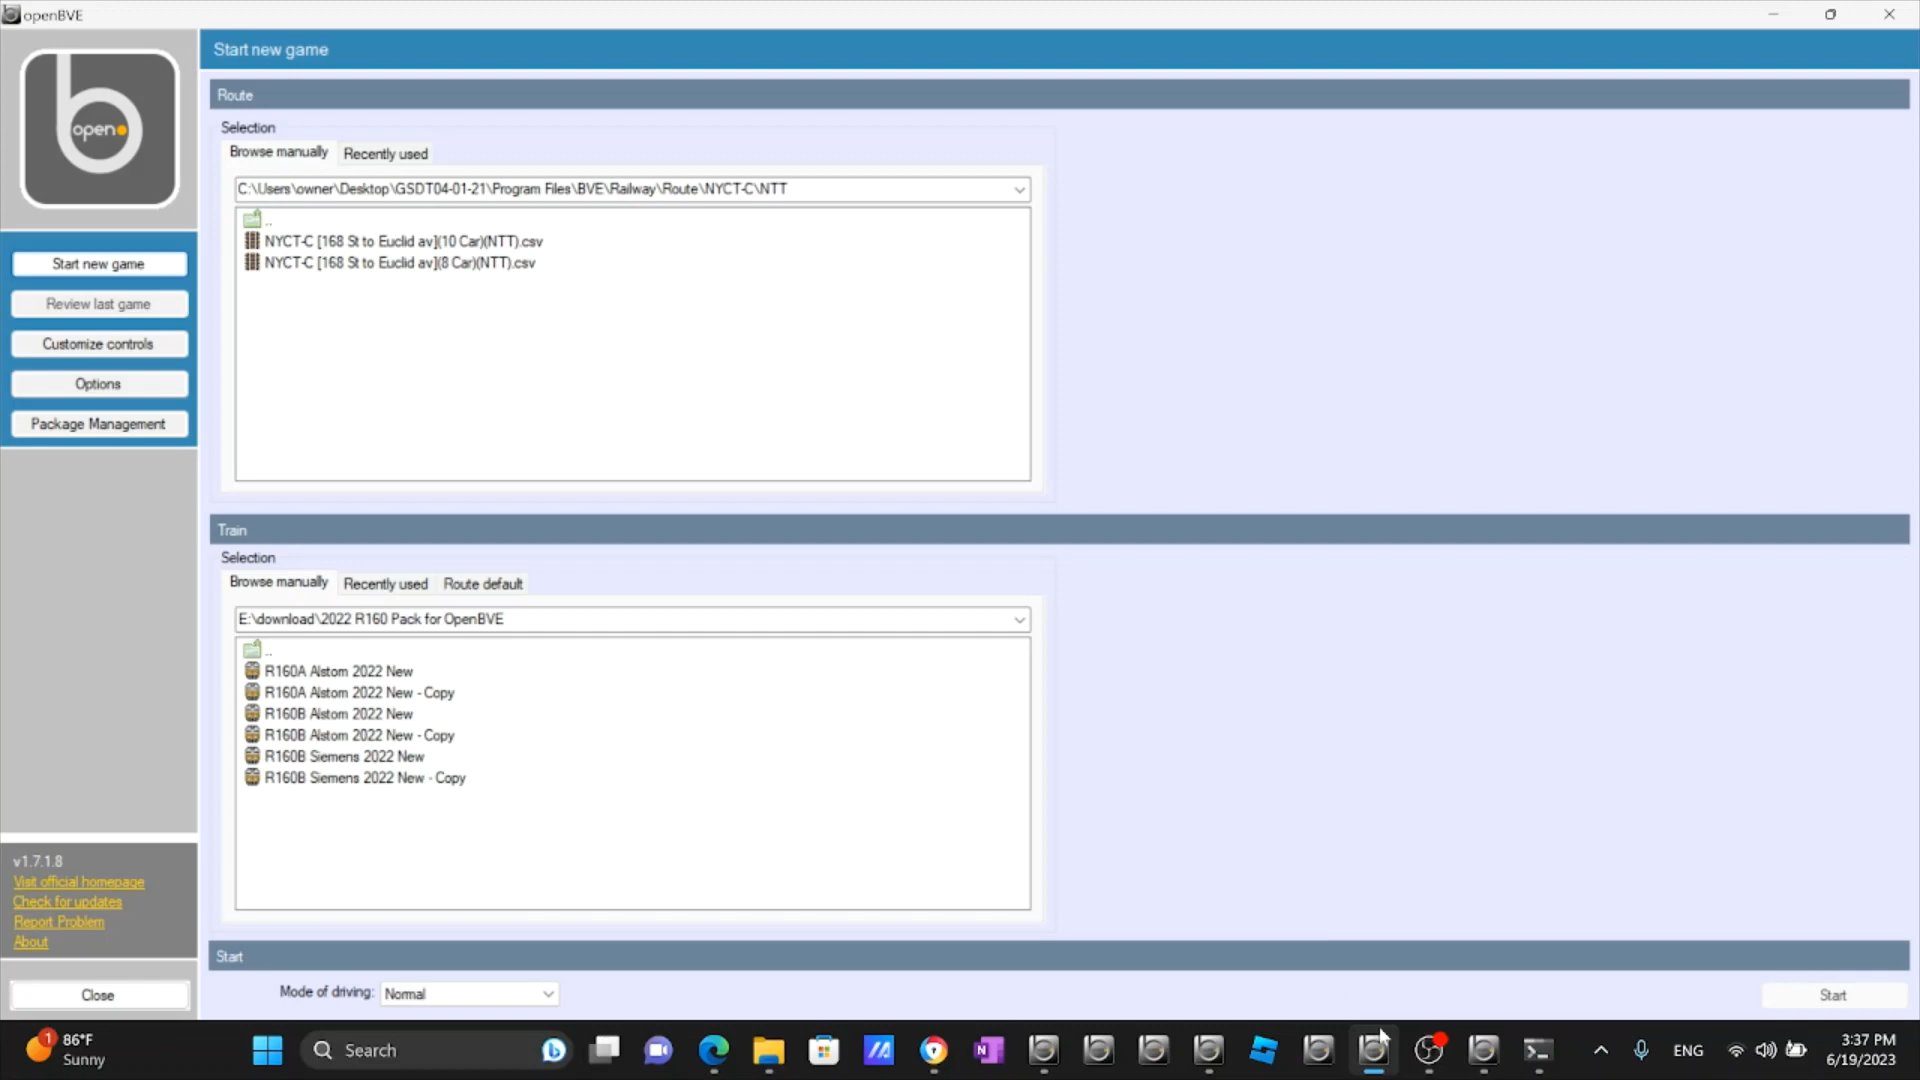 openBVE
Start new game
open
Route
Selection
Browse manually
Recently used
C:\Users\owner\Desktop\GSDT04-01-21\Program Files\BVE\Railway\Route\NYCT-C\NTT
..
NYCT-C [168 St to Euclid av](10 Car)(NTT).csv
NYCT-C [168 St to Euclid av](8 Car)(NTT).csv
Start new game
Review last game
Customize controls
Options
Package Management
Train
Selection
Browse manually
Recently used
Route default
E:\download\2022 R160 Pack for OpenBVE
..
R160A Alstom 2022 New
R160A Alstom 2022 New - Copy
R160B Alstom 2022 New
R160B Alstom 2022 New - Copy
R160B Siemens 2022 New
R160B Siemens 2022 New - Copy
v1.7.1.8
Visit official homepage
Check for updates
Report Problem
About
Close
Start
Mode of driving:
Normal
Start
1
86°F
Sunny
Search
N
ENG
3:37 PM
6/19/2023